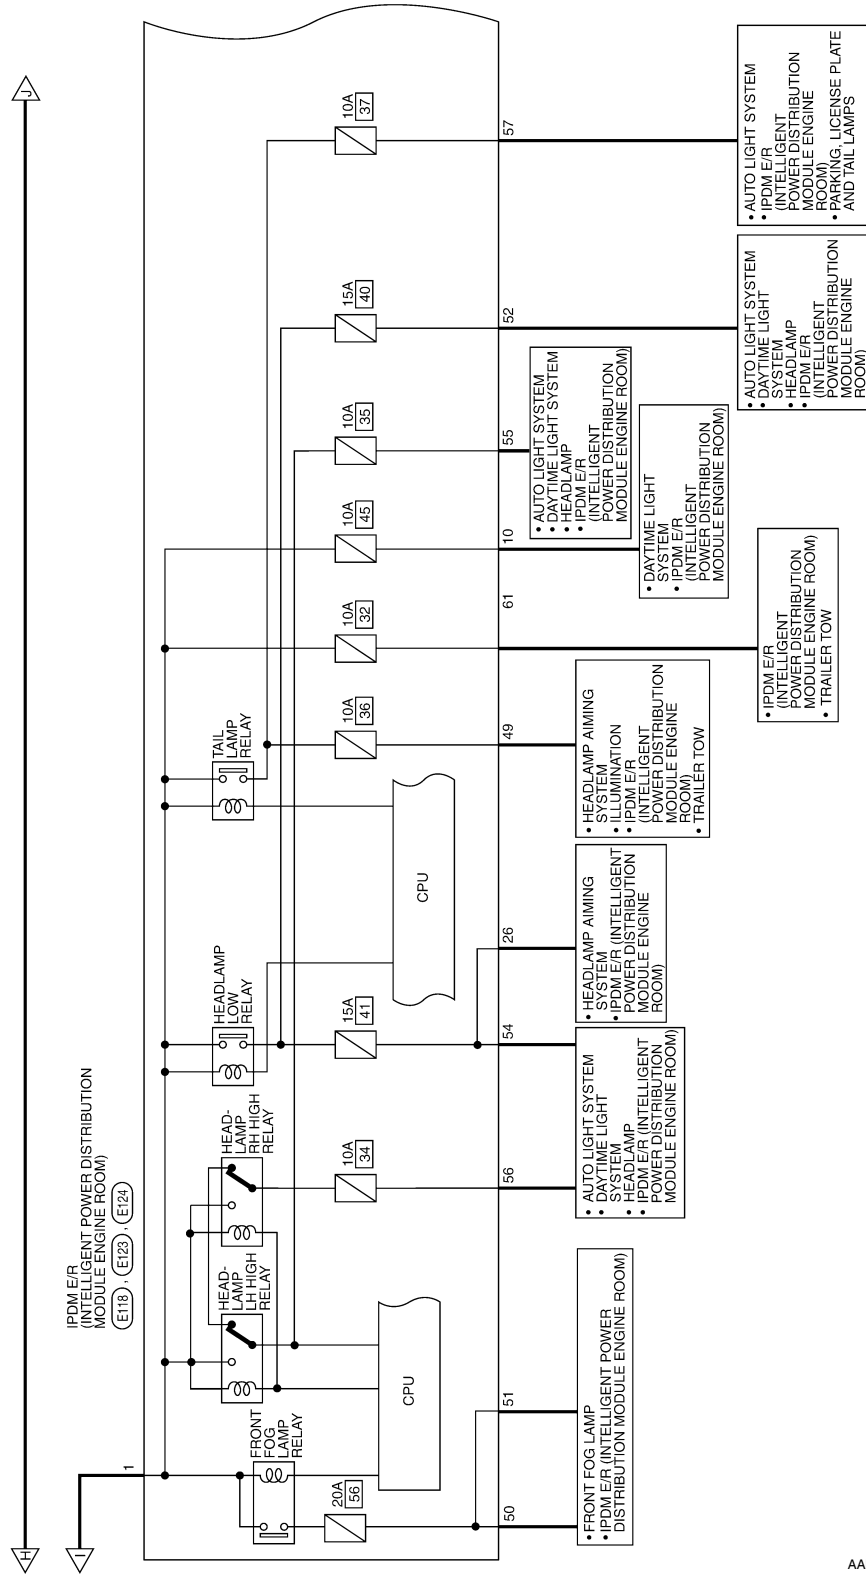 H
J
I
1
IPDM E/R
(INTELLIGENT POWER DISTRIBUTION
MODULE ENGINE ROOM)
E118 , E123 , E124
FRONT
FOG
LAMP
RELAY
HEAD-
LAMP
LH HIGH
RELAY
HEAD-
LAMP
RH HIGH
RELAY
HEADLAMP
LOW
RELAY
TAIL
LAMP
RELAY
CPU
CPU
20A
56
10A
34
15A
41
10A
36
10A
32
10A
45
10A
35
15A
40
10A
37
50
51
56
54
26
49
61
10
55
52
57
• FRONT FOG LAMP
• IPDM E/R (INTELLIGENT POWER
DISTRIBUTION MODULE ENGINE ROOM)
• AUTO LIGHT SYSTEM
• DAYTIME LIGHT
SYSTEM
• HEADLAMP
• IPDM E/R (INTELLIGENT
POWER DISTRIBUTION
MODULE ENGINE ROOM)
• HEADLAMP AIMING
SYSTEM
• IPDM E/R (INTELLIGENT
POWER DISTRIBUTION
MODULE ENGINE
ROOM)
• HEADLAMP AIMING
SYSTEM
• ILLUMINATION
• IPDM E/R
(INTELLIGENT
POWER DISTRIBUTION
MODULE ENGINE
ROOM)
• TRAILER TOW
• IPDM E/R
(INTELLIGENT
POWER DISTRIBUTION
MODULE ENGINE ROOM)
• TRAILER TOW
• DAYTIME LIGHT
SYSTEM
• IPDM E/R
(INTELLIGENT
POWER DISTRIBUTION
MODULE ENGINE ROOM)
• AUTO LIGHT SYSTEM
• DAYTIME LIGHT SYSTEM
• HEADLAMP
• IPDM E/R
(INTELLIGENT
POWER DISTRIBUTION
MODULE ENGINE ROOM)
• AUTO LIGHT SYSTEM
• DAYTIME LIGHT
SYSTEM
• HEADLAMP
• IPDM E/R
(INTELLIGENT
POWER DISTRIBUTION
MODULE ENGINE
ROOM)
• AUTO LIGHT SYSTEM
• IPDM E/R
(INTELLIGENT
POWER DISTRIBUTION
MODULE ENGINE
ROOM)
• PARKING, LICENSE PLATE
AND TAIL LAMPS
AA